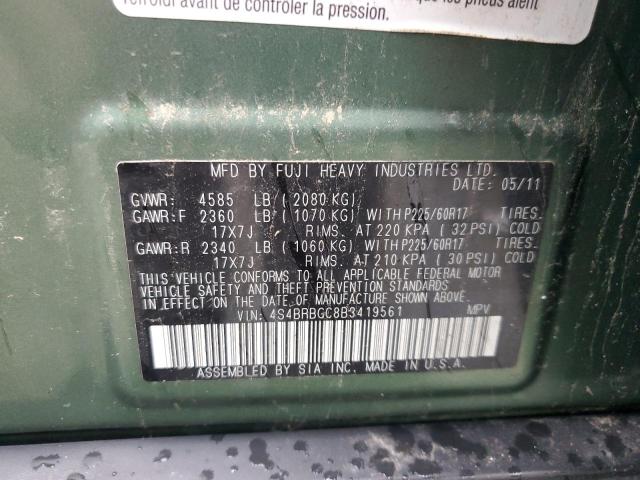 refroidi avant de contrôler la pression.
que les pneus aient
MFD BY FUJI HEAVY INDUSTRIES LTD.
DATE: 05/11
GVWR: 4585 LB ( 2080 KG)
GAWR:F 2360 LB ( 1070 KG) WITH P225/60R17 TIRES.
17X7J RIMS. AT 220 KPA ( 32 PSI) COLD
GAWR:R 2340 LB ( 1060 KG) WITH P225/60R17 TIRES.
17X7J RIMS. AT 210 KPA ( 30 PSI) COLD
THIS VEHICLE CONFORMS TO ALL APPLICABLE FEDERAL MOTOR
VEHICLE SAFETY AND THEFT PREVENTION STANDARDS
IN EFFECT ON THE DATE OF MANUFACTURE SHOWN ABOVE.
VIN: 4S4BRBGC8B3419561 MPV
ASSEMBLED BY SIA INC. MADE IN U.S.A.